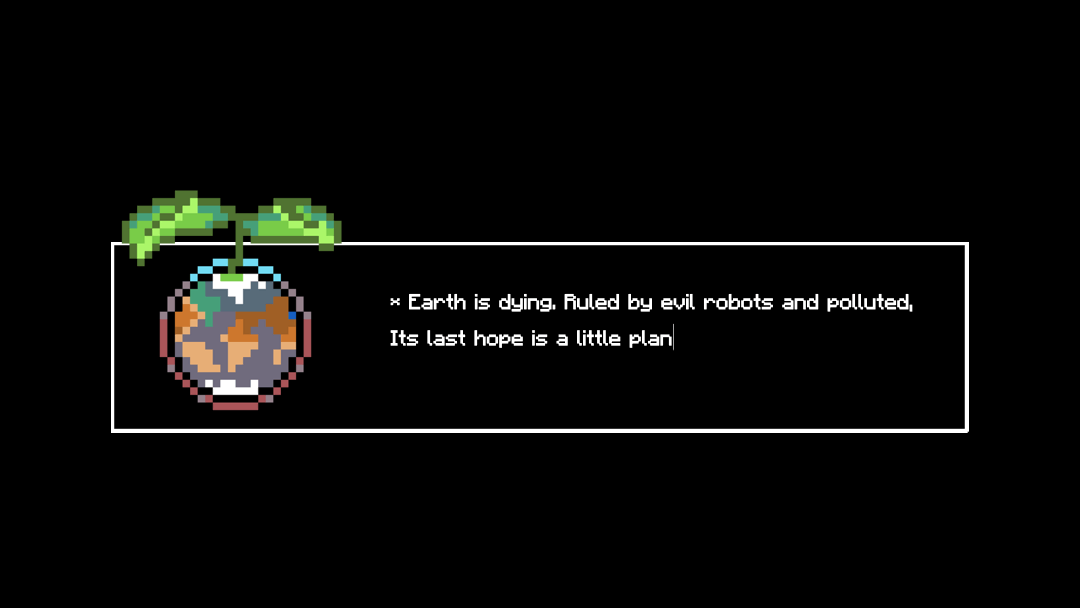 * Earth is dying. Ruled by evil robots and polluted,
Its last hope is a little plan